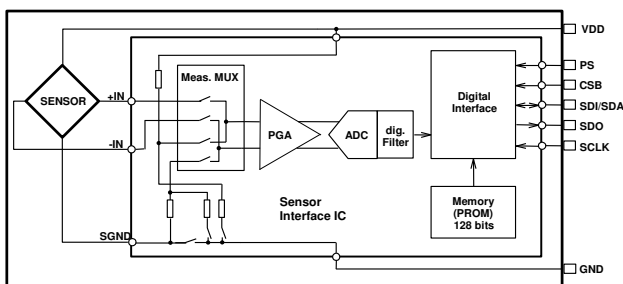 VDD
PS
Meas. MUX
CSB
SENSOR
+IN
Digital
Interface
SDI/SDA
PGA
ADC
dig.
Filter
SDO
-IN
SCLK
Sensor
Interface IC
Memory
(PROM)
128 bits
SGND
GND